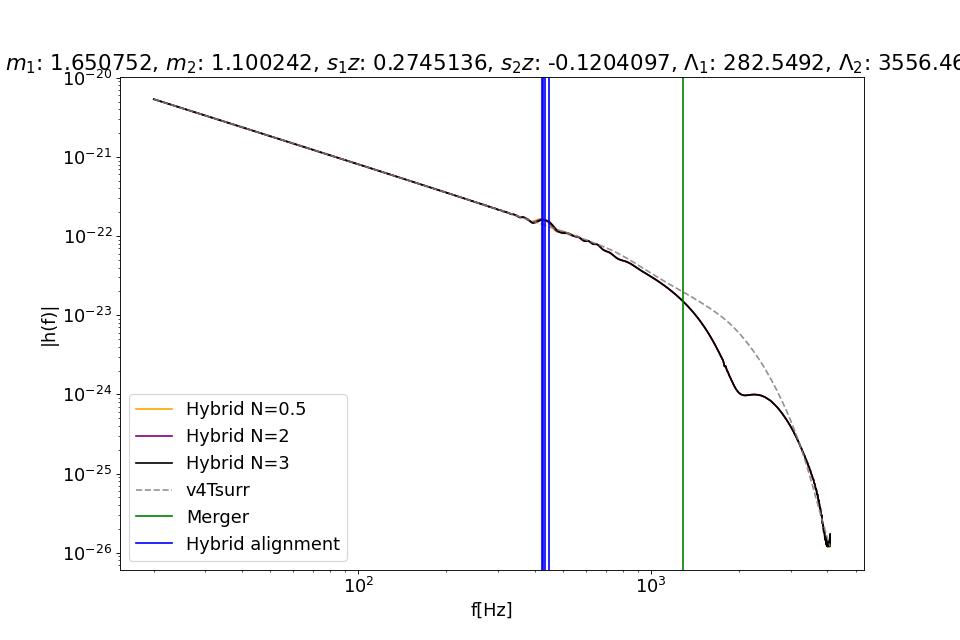 m₁: 1.650752, m₂: 1.100242, s₁z: 0.2745136, s₂z: -0.1204097, Λ₁: 282.5492, Λ₂: 3556.46
10⁻²⁰
10⁻²¹
10⁻²²
10⁻²³
10⁻²⁴
10⁻²⁵
10⁻²⁶
|h(f)|
Hybrid N=0.5
Hybrid N=2
Hybrid N=3
v4Tsurr
Merger
Hybrid alignment
10² 10³
f[Hz]